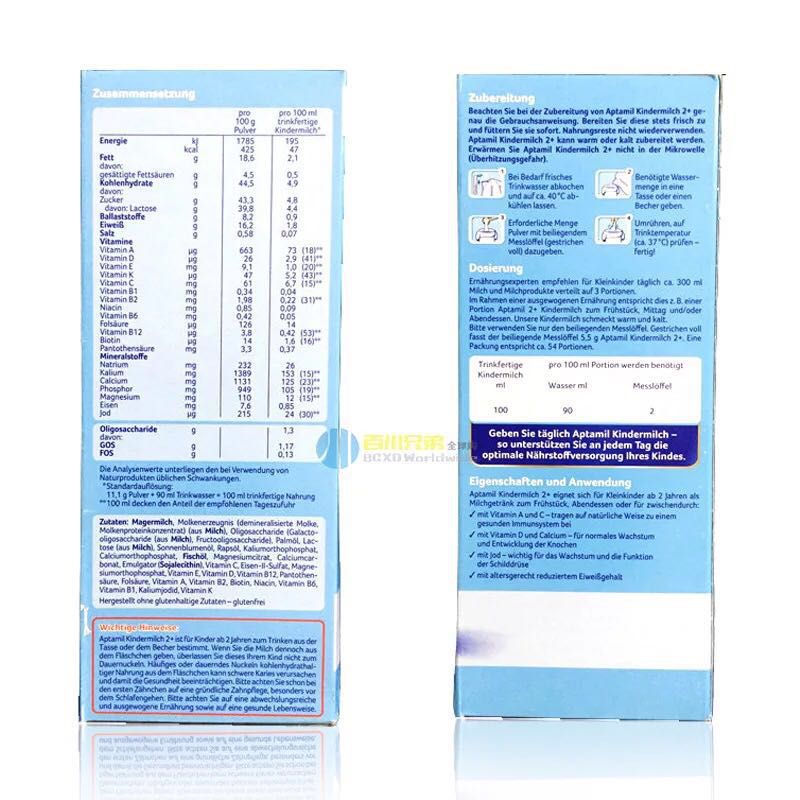 Zusammensetzung
pro 100 g Pulver pro 100 ml trinkfertige Kindermilch*
Energie kJ 1785 195
kcal 425 47
Fett g 18,6 2,1
davon:
gesättigte Fettsäuren g 4,5 0,5
Kohlenhydrate g 44,5 4,9
davon:
Zucker g 43,3 4,8
davon: Lactose g 39,8 4.4
Ballaststoffe g 8,2 0,9
Eiweiß g 16,2 1,8
Salz g 0,58 0,07
Vitamine
Vitamin A µg 663 73 (18)**
Vitamin D µg 26 2,9 (41)**
Vitamin E mg 9,1 1,0 (20)**
Vitamin K µg 47 5,2 (43)**
Vitamin C mg 61 6,7 (15)**
Vitamin B1 mg 0,34 0,04
Vitamin B2 mg 1,98 0,22 (31)**
Niacin mg 0,85 0,09
Vitamin B6 mg 0,42 0,05
Folsäure µg 126 14
Vitamin B12 µg 3,8 0,42 (53)**
Biotin µg 14 1,6 (16)**
Pantothensäure mg 3,3 0,37
Mineralstoffe
Natrium mg 232 26
Kalium mg 1389 153 (15)**
Calcium mg 1131 125 (23)**
Phosphor mg 949 105 (19)**
Magnesium mg 110 12 (15)**
Eisen mg 7,6 0,85
Jod µg 215 24 (30)**
Oligosaccharide g 1,3
davon:
GOS g 1,17
FOS g 0,13
Die Analysenwerte unterliegen den bei Verwendung von
Naturprodukten üblichen Schwankungen.
*Standardauflösung:
11,1 g Pulver + 90 ml Trinkwasser = 100 ml trinkfertige Nahrung
**100 ml decken den Anteil der empfohlenen Tageszufuhr
Zutaten: Magermilch, Molkenerzeugnis (demineralisierte Molke,
Molkenproteinkonzentrat) (aus Milch), Oligosaccharide (Galacto-
oligosaccharide (aus Milch), Fructooligosaccharide), Palmöl, Lac-
tose (aus Milch), Sonnenblumenöl, Rapsöl, Kaliumorthophosphat,
Calciumorthophosphat, Fischöl, Magnesiumcitrat, Calciumcar-
bonat, Emulgator (Sojalecithin), Vitamin C, Eisen-II-Sulfat, Magne-
siumorthophosphat, Vitamin E, Vitamin D, Vitamin B12, Pantothen-
säure, Folsäure, Vitamin A, Vitamin B2, Biotin, Niacin, Vitamin B6,
Vitamin B1, Kaliumjodid, Vitamin K
Hergestellt ohne glutenhaltige Zutaten – glutenfrei
Wichtige Hinweise:
Aptamil Kindermilch 2+ ist für Kinder ab 2 Jahren zum Trinken aus der
Tasse oder dem Becher bestimmt. Wenn Sie die Milch dennoch aus
dem Fläschchen geben, überlassen Sie dieses Ihrem Kind nicht zum
Dauernuckeln. Häufiges oder dauerndes Nuckeln kohlenhydrathal-
tiger Nahrung aus dem Fläschchen kann schwere Karies verursachen
und damit die Gesundheit beeinträchtigen. Bitte achten Sie schon bei
den ersten Zähnchen auf eine gründliche Zahnpflege, besonders vor
dem Schlafengehen. Bitte achten Sie auf eine abwechslungsreiche
und ausgewogene Ernährung sowie auf eine gesunde Lebensweise.
Zubereitung
Beachten Sie bei der Zubereitung von Aptamil Kindermilch 2+ ge-
nau die Gebrauchsanweisung. Bereiten Sie diese stets frisch zu
und füttern Sie sie sofort. Nahrungsreste nicht wiederverwenden.
Aptamil Kindermilch 2+ kann warm oder kalt zubereitet werden.
Erwärmen Sie Aptamil Kindermilch 2+ nicht in der Mikrowelle
(Überhitzungsgefahr).
1
Bei Bedarf frisches
Trinkwasser abkochen
und auf ca. 40°C ab-
kühlen lassen.
2
Benötigte Wasser-
menge in eine
Tasse oder einen
Becher geben.
3
Erforderliche Menge
Pulver mit beiliegendem
Messlöffel (gestrichen
voll) dazugeben.
4
Umrühren, auf
Trinktemperatur
(ca. 37°C) prüfen –
fertig!
Dosierung
Ernährungsexperten empfehlen für Kleinkinder täglich ca. 300 ml
Milch und Milchprodukte verteilt auf 3 Portionen.
Im Rahmen einer ausgewogenen Ernährung entspricht dies z. B. einer
Portion Aptamil 2+ Kindermilch zum Frühstück, Mittag und/oder
Abendessen. Unsere Kindermilch schmeckt warm und kalt.
Bitte verwenden Sie nur den beiliegenden Messlöffel. Gestrichen voll
fasst der beiliegende Messlöffel 5,5 g Aptamil Kindermilch 2+. Eine
Packung entspricht ca. 54 Portionen.
Trinkfertige Kindermilch ml pro 100 ml Portion werden benötigt
Wasser ml Messlöffel
100 90 2
Geben Sie täglich Aptamil Kindermilch –
so unterstützen Sie an jedem Tag die
optimale Nährstoffversorgung Ihres Kindes.
Eigenschaften und Anwendung
Aptamil Kindermilch 2+ eignet sich für Kleinkinder ab 2 Jahren als
Milchgetränk zum Frühstück, Abendessen oder für zwischendurch:
✓ mit Vitamin A und C – tragen auf natürliche Weise zu einem
gesunden Immunsystem bei
✓ mit Vitamin D und Calcium – für normales Wachstum
und Entwicklung der Knochen
✓ mit Jod – wichtig für das Wachstum und die Funktion
der Schilddrüse
✓ mit altersgerecht reduziertem Eiweißgehalt
百川兄弟 全球
BCXD Worldwide